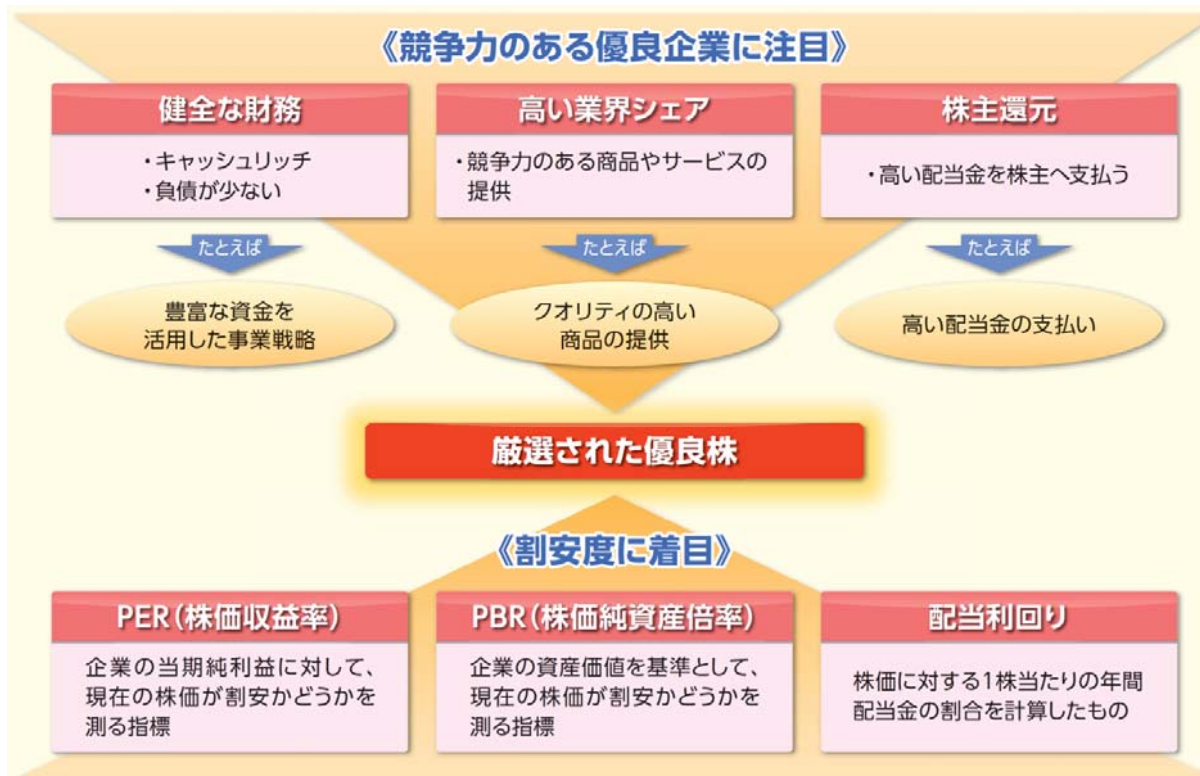 《競争力のある優良企業に注目》
健全な財務
・キャッシュリッチ
・負債が少ない
高い業界シェア
・競争力のある商品やサービスの
提供
株主還元
・高い配当金を株主へ支払う
たとえば
たとえば
たとえば
豊富な資金を
活用した事業戦略
クオリティの高い
商品の提供
高い配当金の支払い
厳選された優良株
《割安度に着目》
PER(株価収益率)
企業の当期純利益に対して、
現在の株価が割安かどうかを
測る指標
PBR(株価純資産倍率)
企業の資産価値を基準として、
現在の株価が割安かどうかを
測る指標
配当利回り
株価に対する1株当たりの年間
配当金の割合を計算したもの